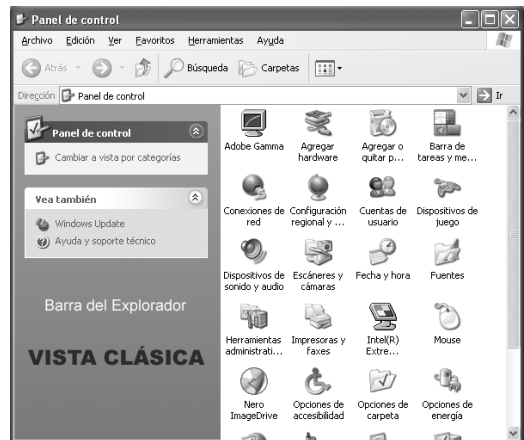 Panel de control
Archivo Edición Ver Favoritos Herramientas Ayuda
Atrás Búsqueda Carpetas
Dirección Panel de control Ir
Panel de control
Cambiar a vista por categorías
Vea también
Windows Update
Ayuda y soporte técnico
Barra del Explorador
VISTA CLÁSICA
Adobe Gamma
Agregar
hardware
Agregar o
quitar p...
Barra de
tareas y me...
Conexiones de
red
Configuración
regional y ...
Cuentas de
usuario
Dispositivos de
juego
Dispositivos de
sonido y audio
Escáneres y
cámaras
Fecha y hora
Fuentes
Herramientas
administrati...
Impresoras y
faxes
Intel(R)
Extre...
Mouse
Nero
ImageDrive
Opciones de
accesibilidad
Opciones de
carpeta
Opciones de
energía